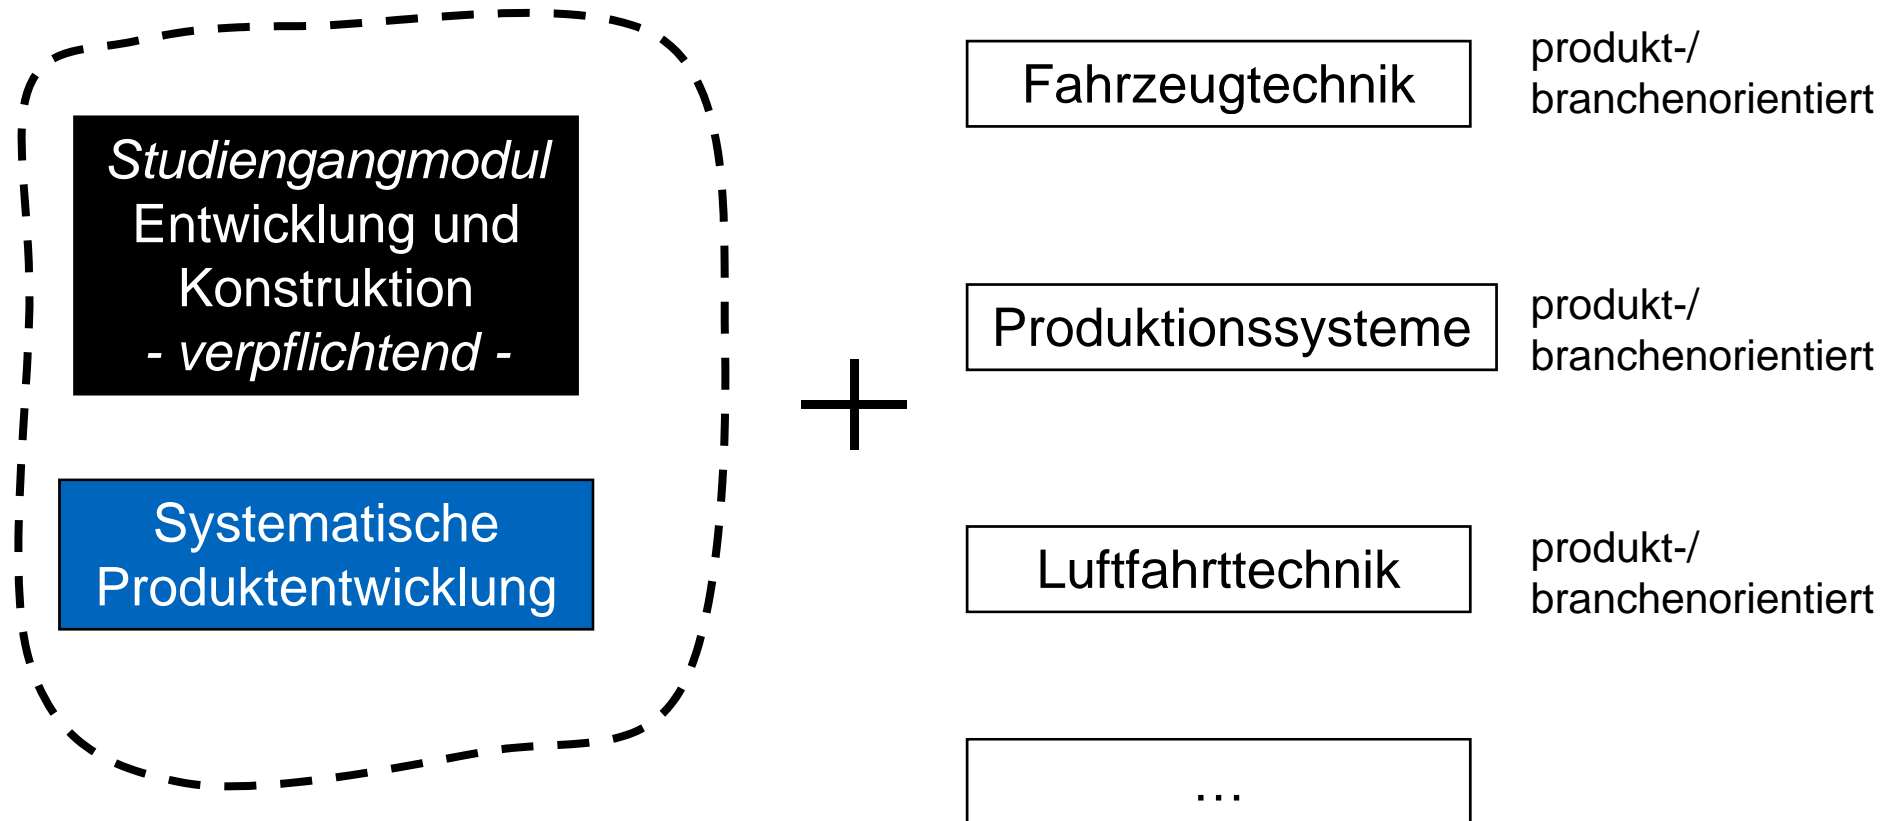 Studiengangmodul
Entwicklung und
Konstruktion
- verpflichtend -
Systematische
Produktentwicklung
Fahrzeugtechnik
produkt-/
branchenorientiert
Produktionssysteme
produkt-/
branchenorientiert
Luftfahrttechnik
produkt-/
branchenorientiert
…